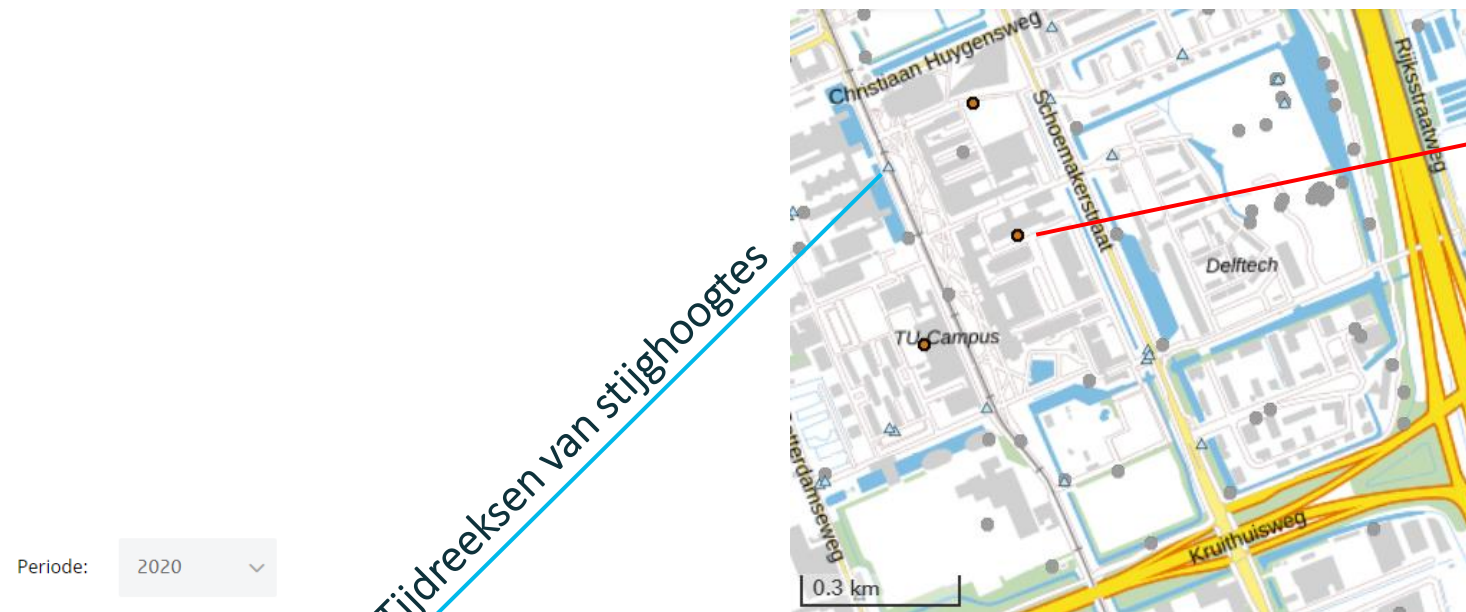 Christiaan Huygensweg
Schoemakerstraat
Rijksstraatweg
Tijdreeksen van stijghoogtes
Delftech
TU-Campus
Kruithuisweg
0.3 km
Periode: 2020